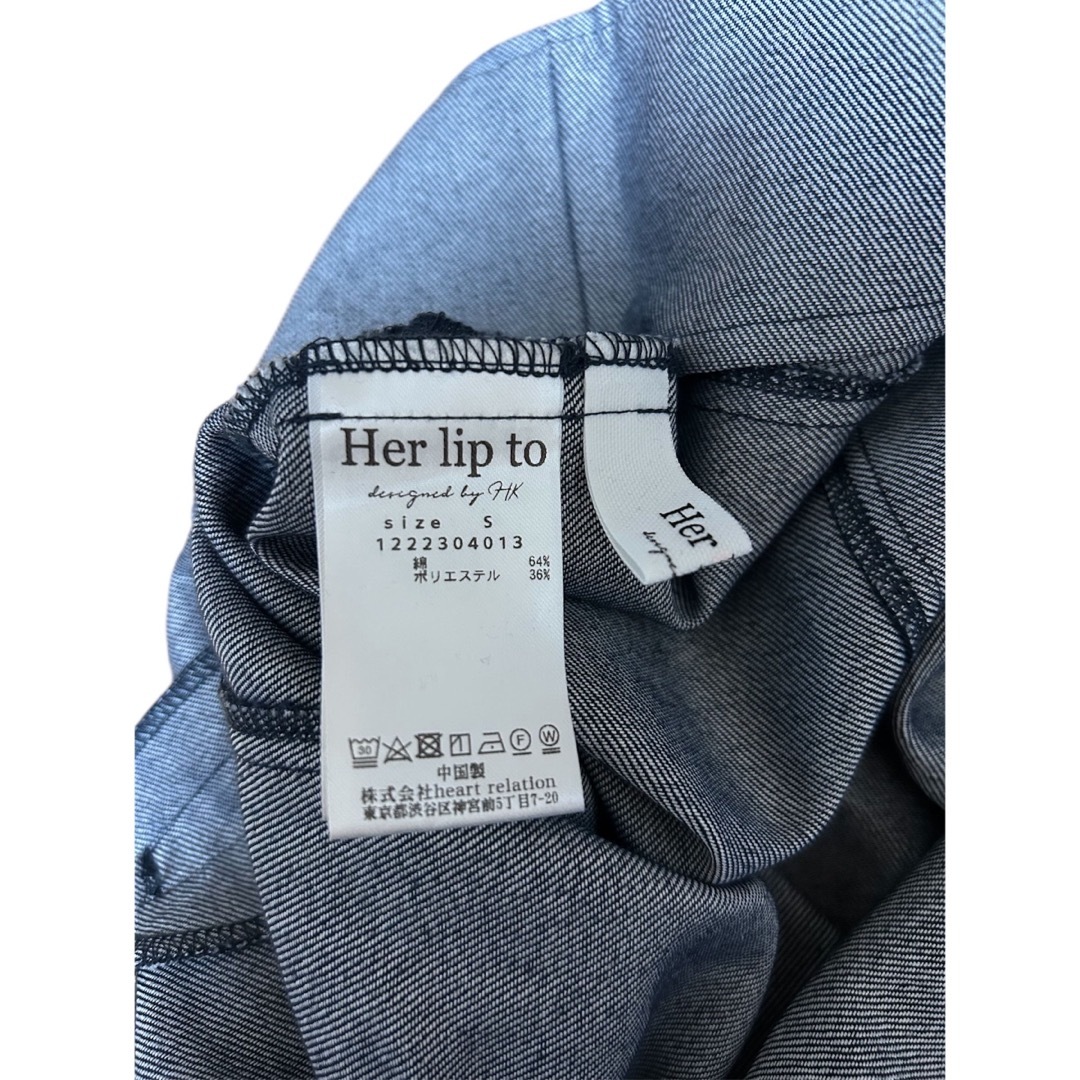 Her lip to
designed by HK
size S
1222304013
綿 64%
ポリエステル 36%
30
F
W
中国製
株式会社heart relation
東京都渋谷区神宮前5丁目7-20
Her